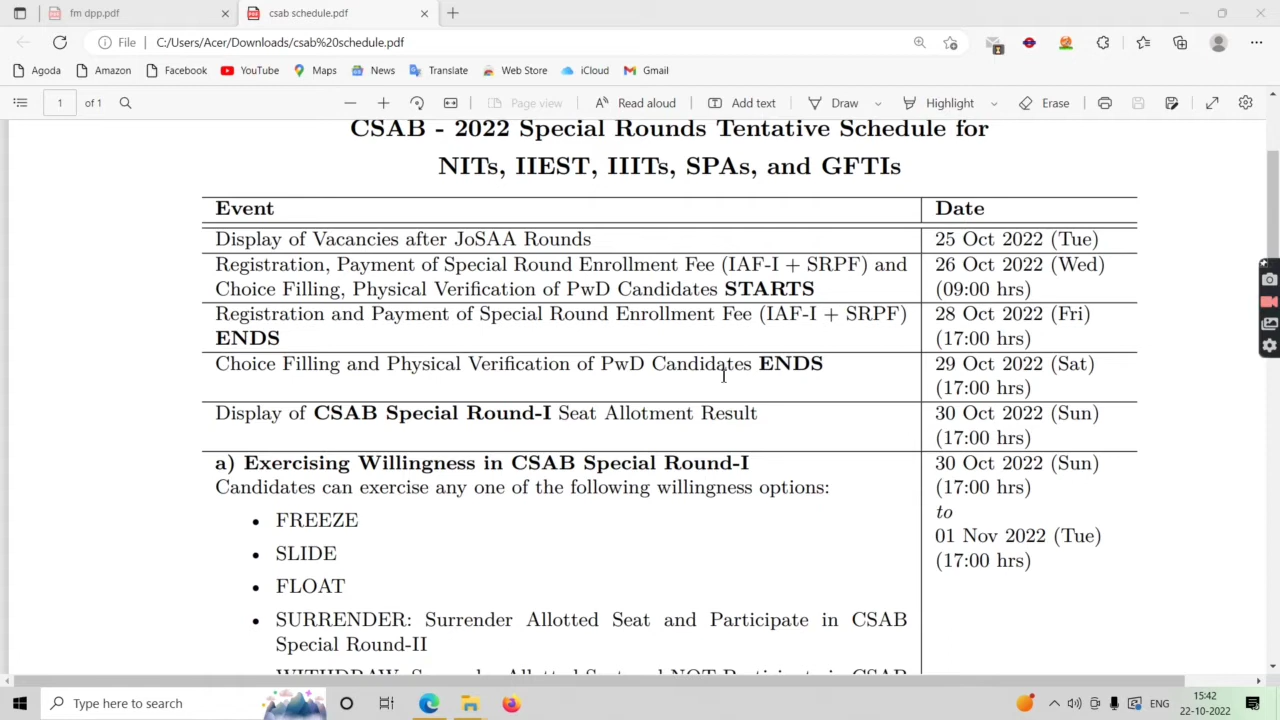 fm dpp.pdf
csab schedule.pdf
File C:/Users/Acer/Downloads/csab%20schedule.pdf
Agoda Amazon Facebook YouTube Maps News Translate Web Store iCloud Gmail
1 of 1 Page view Read aloud Add text Draw Highlight Erase
CSAB - 2022 Special Rounds Tentative Schedule for
NITs, IIEST, IIITs, SPAs, and GFTIs
Event Date
Display of Vacancies after JoSAA Rounds 25 Oct 2022 (Tue)
Registration, Payment of Special Round Enrollment Fee (IAF-I + SRPF) and 26 Oct 2022 (Wed)
Choice Filling, Physical Verification of PwD Candidates STARTS (09:00 hrs)
Registration and Payment of Special Round Enrollment Fee (IAF-I + SRPF) 28 Oct 2022 (Fri)
ENDS (17:00 hrs)
Choice Filling and Physical Verification of PwD Candidates ENDS 29 Oct 2022 (Sat)
(17:00 hrs)
Display of CSAB Special Round-I Seat Allotment Result 30 Oct 2022 (Sun)
(17:00 hrs)
a) Exercising Willingness in CSAB Special Round-I 30 Oct 2022 (Sun)
Candidates can exercise any one of the following willingness options: (17:00 hrs)
to
• FREEZE
01 Nov 2022 (Tue)
• SLIDE (17:00 hrs)
• FLOAT
• SURRENDER: Surrender Allotted Seat and Participate in CSAB
Special Round-II
WITHDRAW: Surrender Allotted Seat and NOT Participate in CSAB
Type here to search
ENG
15:42
22-10-2022